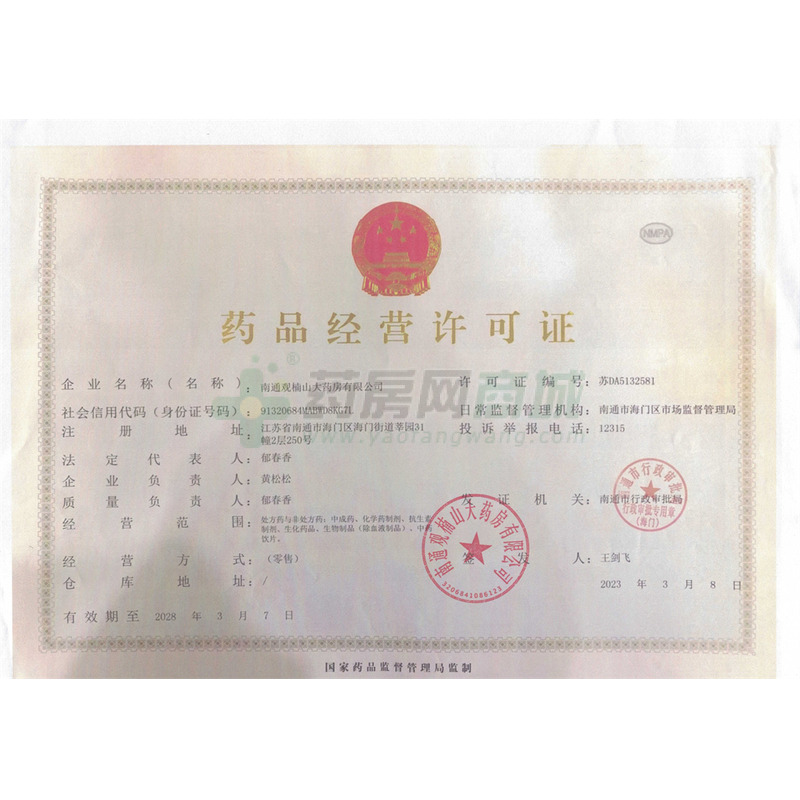 NMPA
药品经营许可证
药房网商城®
www.yaofangwang.com
企业名称（名称）：南通观楠山大药房有限公司
许可证编号：苏DA5132581
社会信用代码（身份证号码）：91320684MABWD8KG7L
日常监督管理机构：南通市海门区市场监督管理局
注册地址：江苏省南通市海门区海门街道莘园31
幢2层250号
投诉举报电话：12315
法定代表人：郁春香
企业负责人：黄松松
质量负责人：郁春香
发证机关：南通市行政审批局
经营范围：处方药与非处方药：中成药、化学药制剂、抗生素
制剂、生化药品、生物制品（除血液制品）、中药
饮片。
经营方式：（零售）
签发人：王剑飞
仓库地址：/
2023 年 3 月 8 日
有效期至 2028 年 3 月 7 日
南通观楠山大药房有限公司
3206841086123
南通市行政审批局
行政审批专用章
（海门）
国家药品监督管理局监制